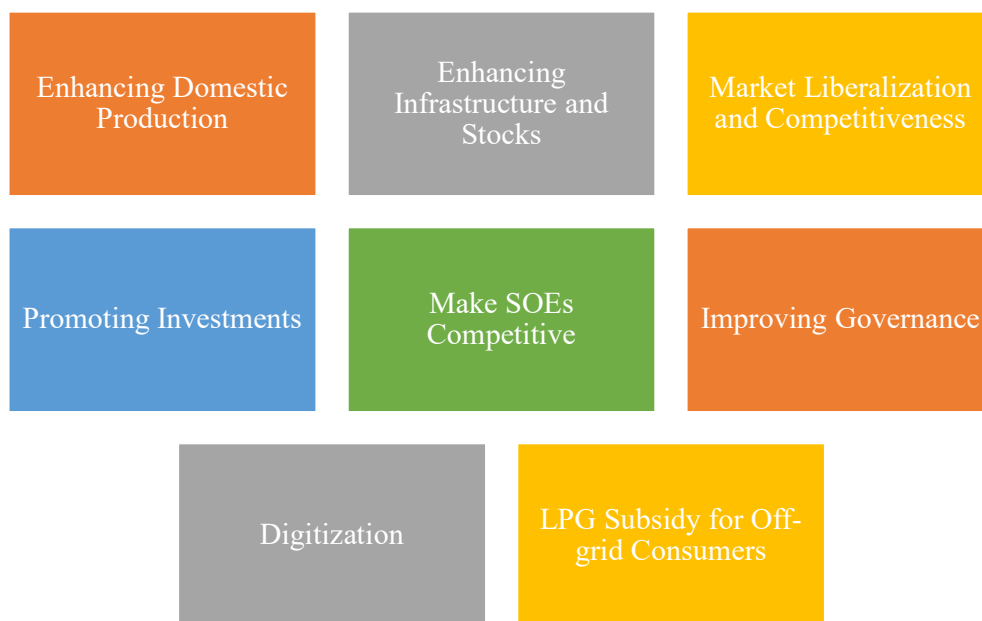 Enhancing Domestic
Production
Enhancing
Infrastructure and
Stocks
Market Liberalization
and Competitiveness
Promoting Investments
Make SOEs
Competitive
Improving Governance
Digitization
LPG Subsidy for Off-
grid Consumers